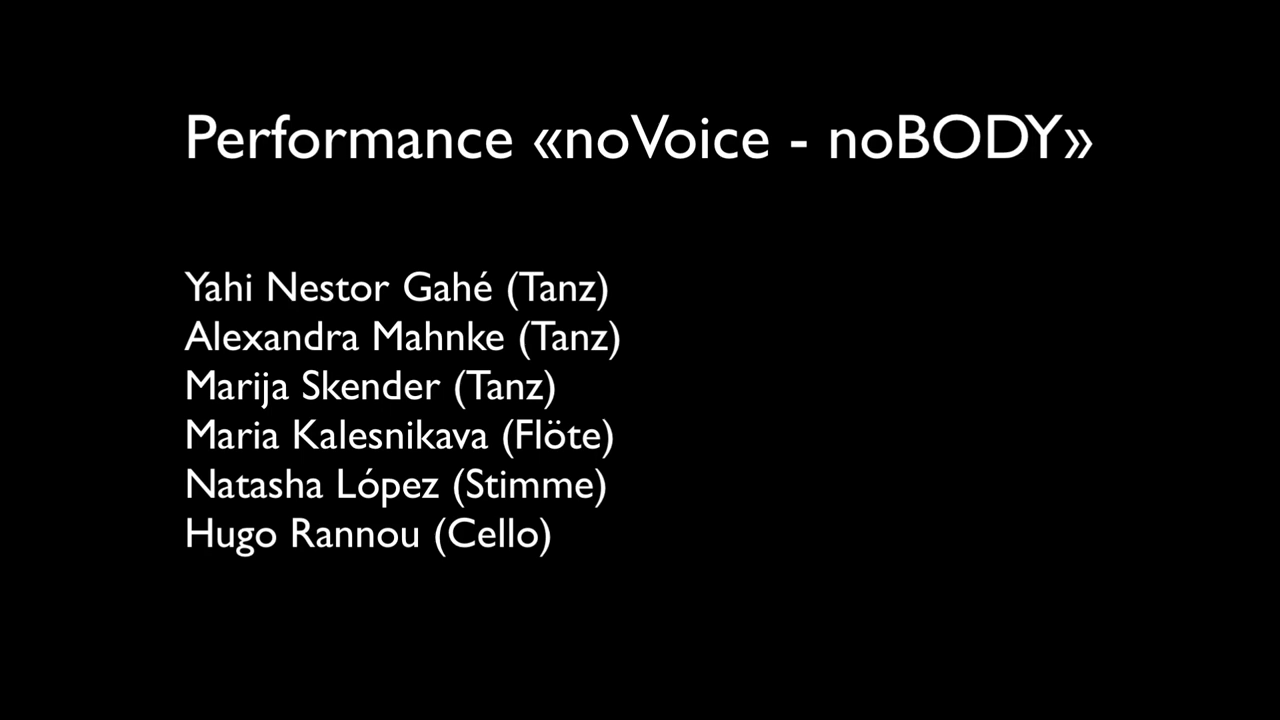 Performance «noVoice - noBODY»
Yahi Nestor Gahé (Tanz)
Alexandra Mahnke (Tanz)
Marija Skender (Tanz)
Maria Kalesnikava (Flöte)
Natasha López (Stimme)
Hugo Rannou (Cello)